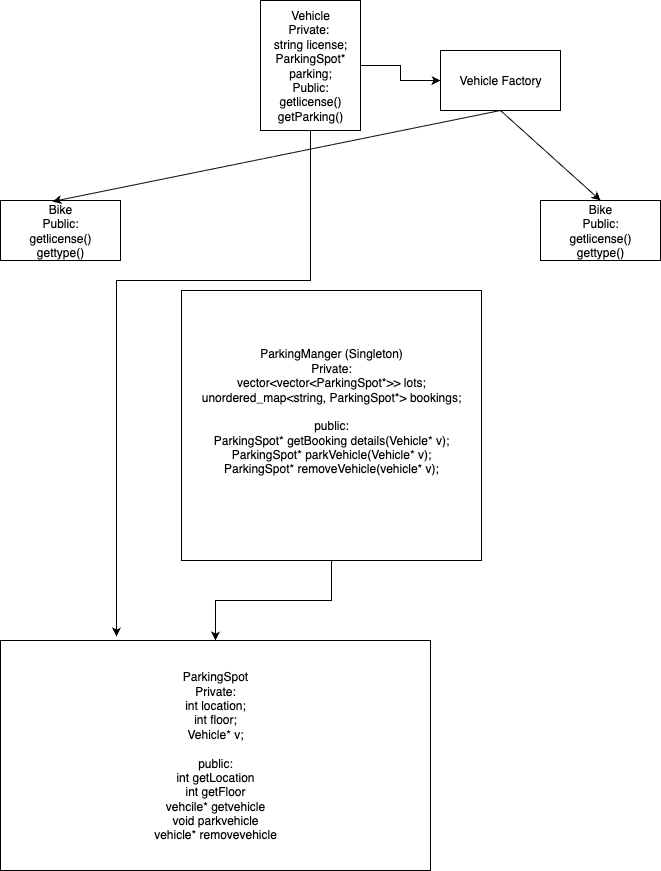 Vehicle
Private:
string license;
ParkingSpot*
parking;
Public:
getlicense()
getParking()
Vehicle Factory
Bike
Public:
getlicense()
gettype()
Bike
Public:
getlicense()
gettype()
ParkingManger (Singleton)
Private:
vector<vector<ParkingSpot*>> lots;
unordered_map<string, ParkingSpot*> bookings;
public:
ParkingSpot* getBooking details(Vehicle* v);
ParkingSpot* parkVehicle(Vehicle* v);
ParkingSpot* removeVehicle(vehicle* v);
ParkingSpot
Private:
int location;
int floor;
Vehicle* v;
public:
int getLocation
int getFloor
vehcile* getvehicle
void parkvehicle
vehicle* removevehicle